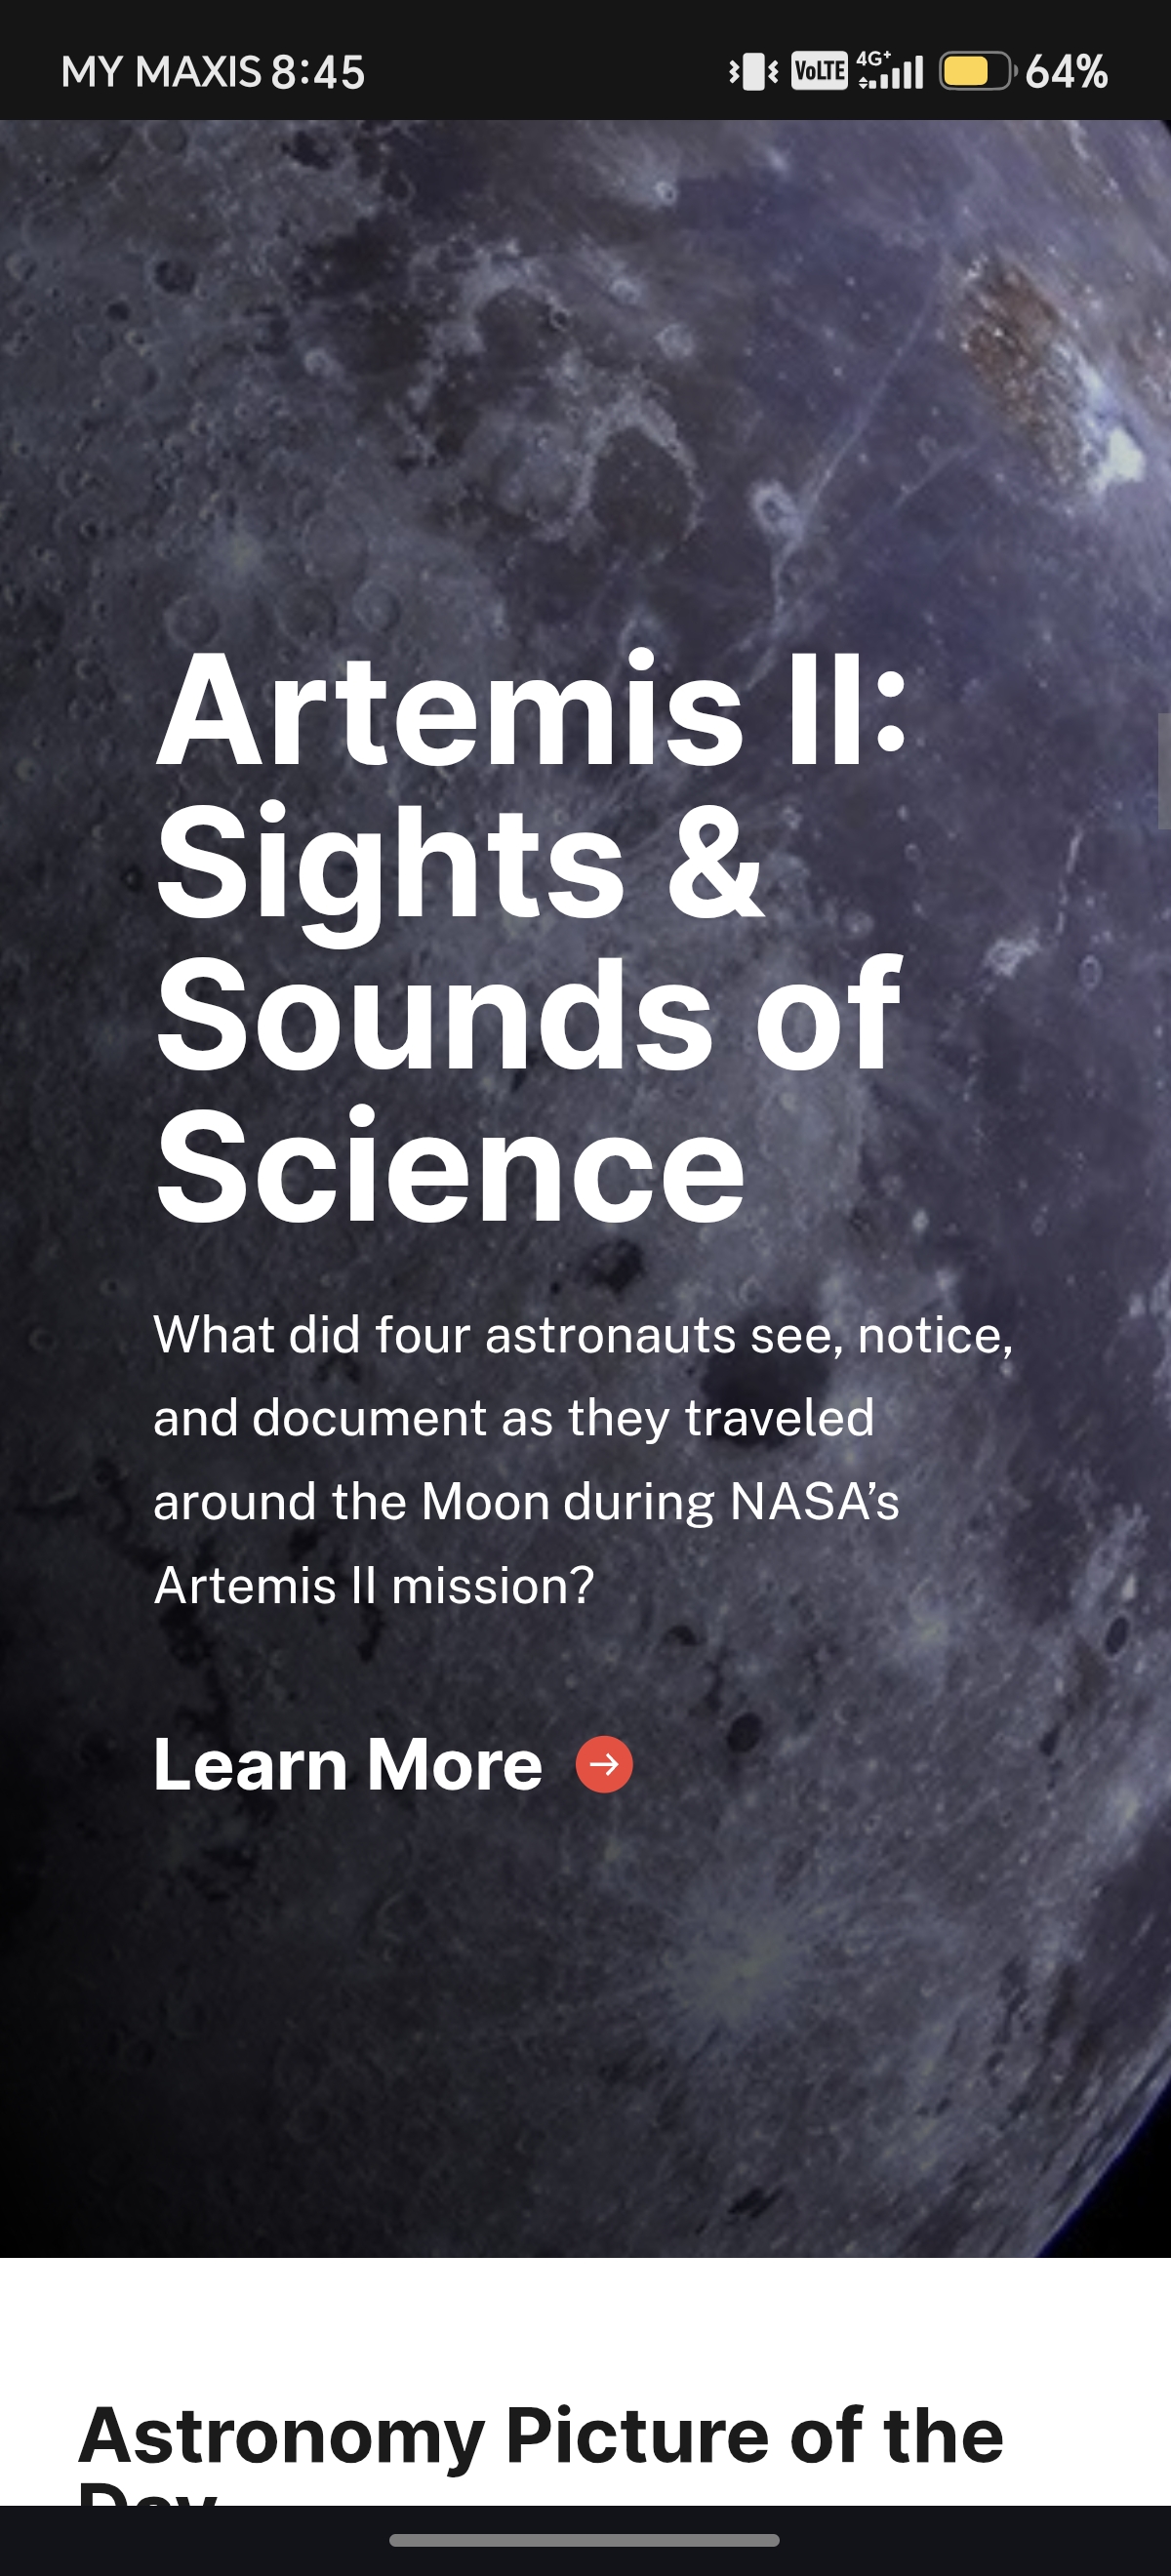 MY MAXIS 8:45 VoLTE 4G+ 64%
Artemis II:
Sights &
Sounds of
Science
What did four astronauts see, notice,
and document as they traveled
around the Moon during NASA’s
Artemis II mission?
Learn More
Astronomy Picture of the
Day